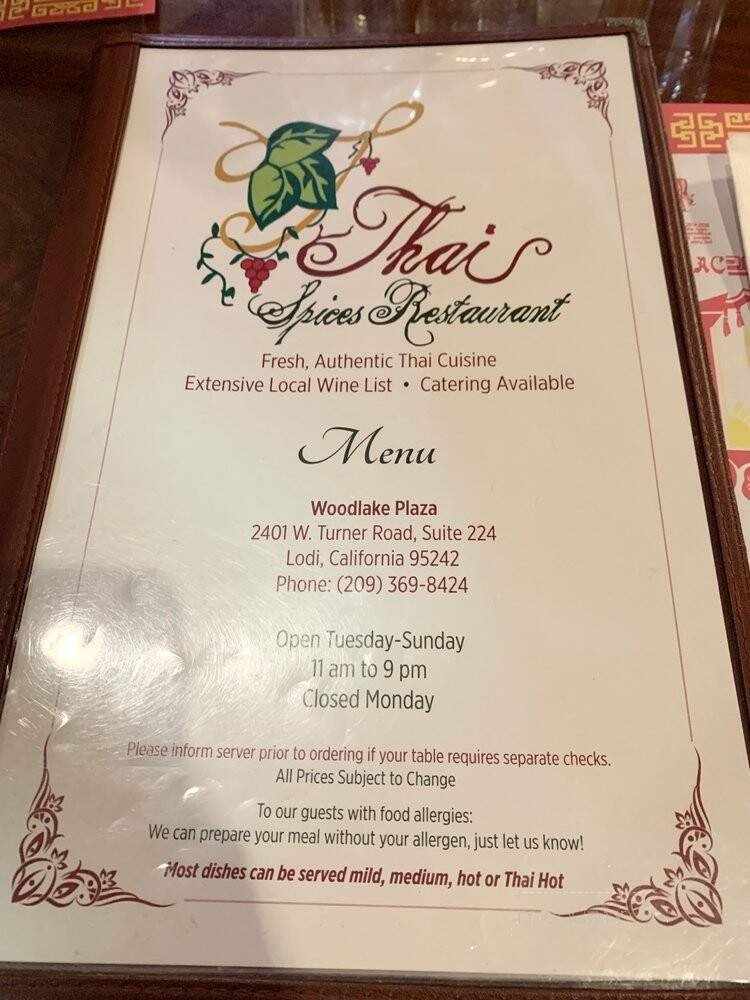 Thai
Spices Restaurant
Fresh, Authentic Thai Cuisine
Extensive Local Wine List • Catering Available
Menu
Woodlake Plaza
2401 W. Turner Road, Suite 224
Lodi, California 95242
Phone: (209) 369-8424
Open Tuesday-Sunday
11 am to 9 pm
Closed Monday
Please inform server prior to ordering if your table requires separate checks.
All Prices Subject to Change
To our guests with food allergies:
We can prepare your meal without your allergen, just let us know!
Most dishes can be served mild, medium, hot or Thai Hot